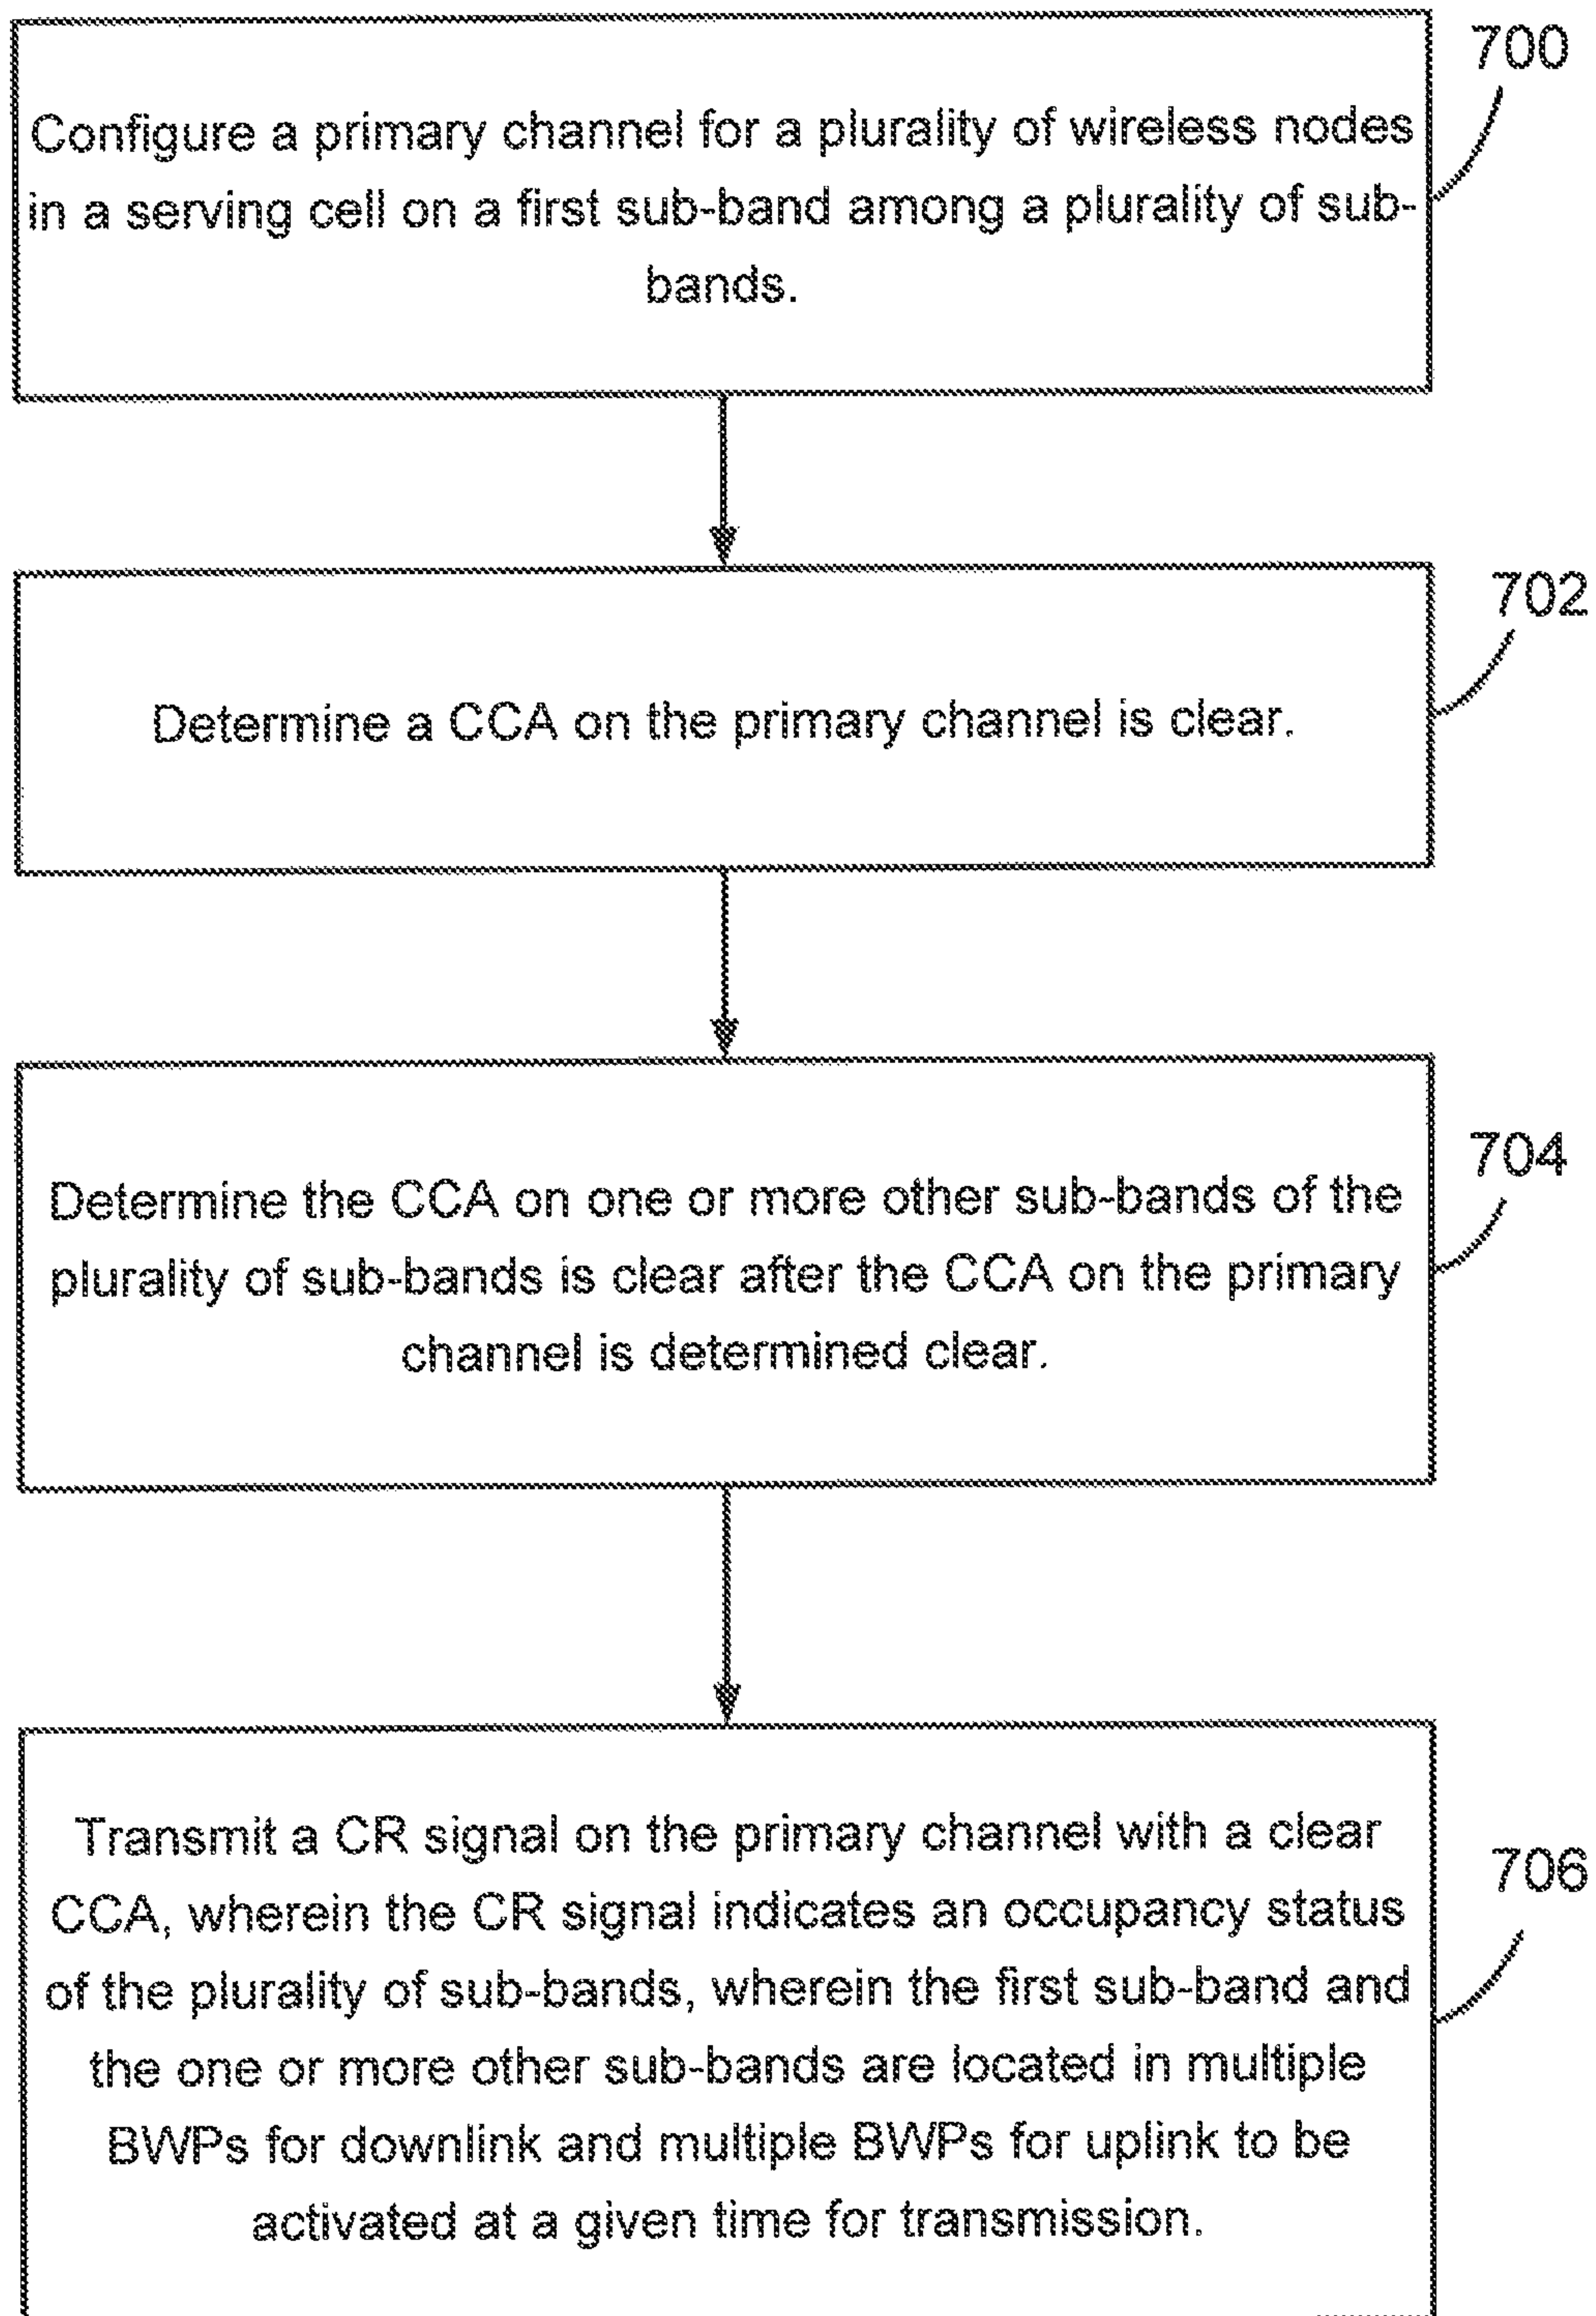 700
Configure a primary channel for a plurality of wireless nodes
in a serving cell on a first sub-band among a plurality of sub-
bands.
702
Determine a CCA on the primary channel is clear.
704
Determine the CCA on one or more other sub-bands of the
plurality of sub-bands is clear after the CCA on the primary
channel is determined clear.
706
Transmit a CR signal on the primary channel with a clear
CCA, wherein the CR signal indicates an occupancy status
of the plurality of sub-bands, wherein the first sub-band and
the one or more other sub-bands are located in multiple
BWPs for downlink and multiple BWPs for uplink to be
activated at a given time for transmission.